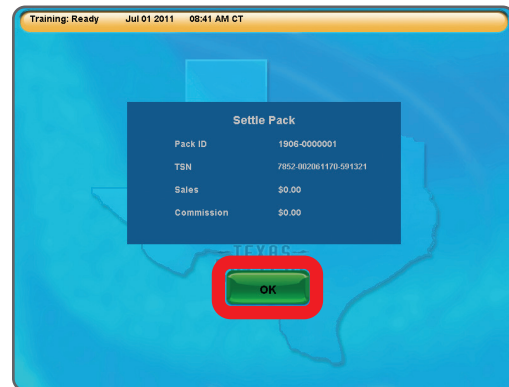 Training: Ready Jul 01 2011 08:41 AM CT
Settle Pack
Pack ID 1906-0000001
TSN 7852-002061170-591321
Sales $0.00
Commission $0.00
TEXAS
OK